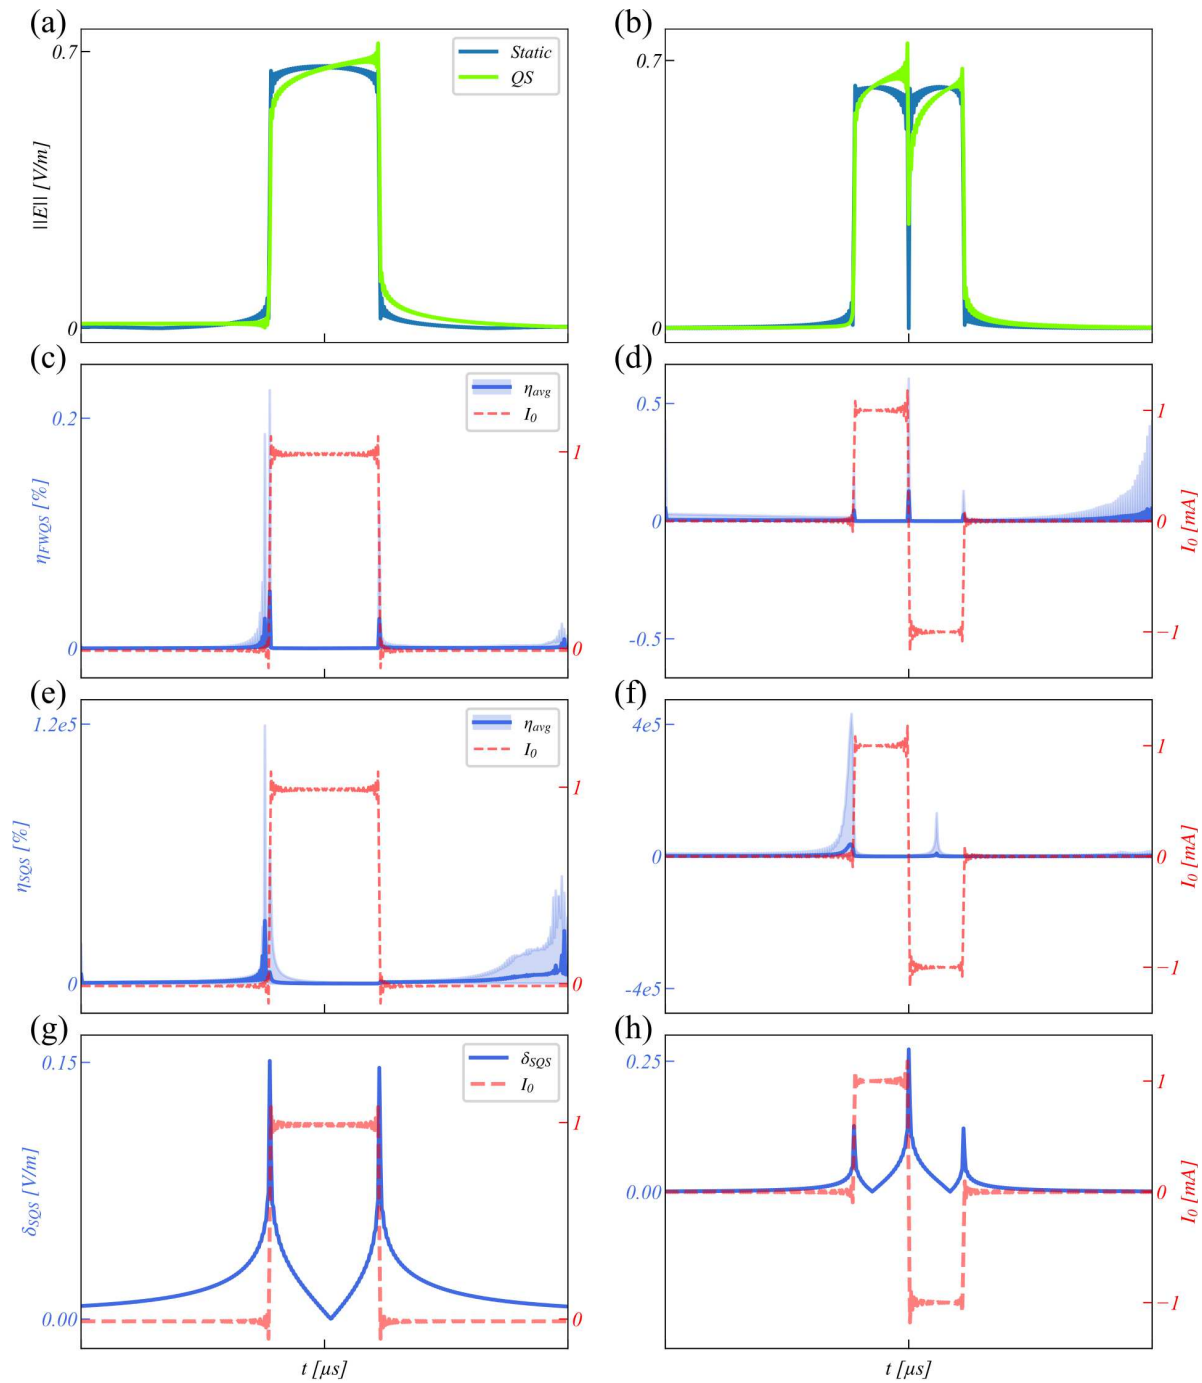 (a)
0.7
||E|| [V/m]
0
Static
QS
(b)
0.7
0
(c)
0.2
η_FWQS [%]
0
η_avg
I_0
1
0
(d)
0.5
0
-0.5
1
0
−1
I_0 [mA]
(e)
1.2e5
η_SQS [%]
0
η_avg
I_0
1
0
(f)
4e5
0
-4e5
1
0
−1
I_0 [mA]
(g)
0.15
δ_SQS [V/m]
0.00
δ_SQS
I_0
1
0
t [μs]
(h)
0.25
0.00
1
0
−1
I_0 [mA]
t [μs]